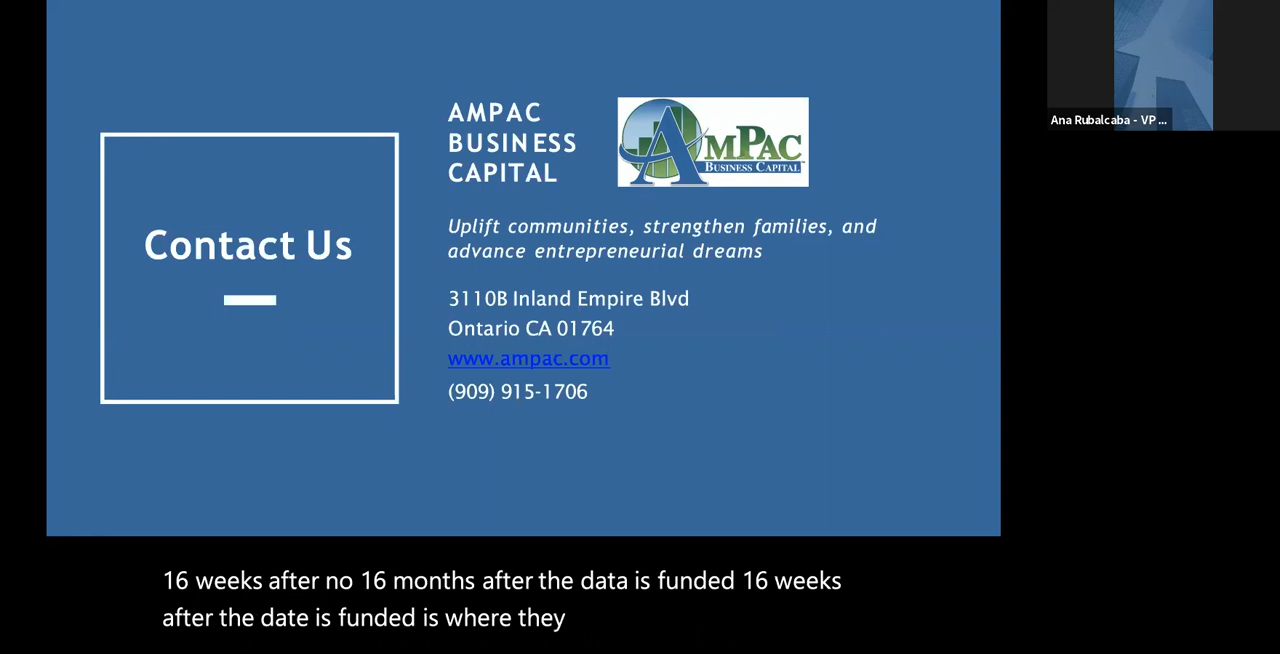 Contact Us
AMPAC
BUSINESS
CAPITAL
AMPAC
BUSINESS CAPITAL
Uplift communities, strengthen families, and
advance entrepreneurial dreams
3110B Inland Empire Blvd
Ontario CA 01764
www.ampac.com
(909) 915-1706
Ana Rubalcaba - VP ...
16 weeks after no 16 months after the data is funded 16 weeks
after the date is funded is where they